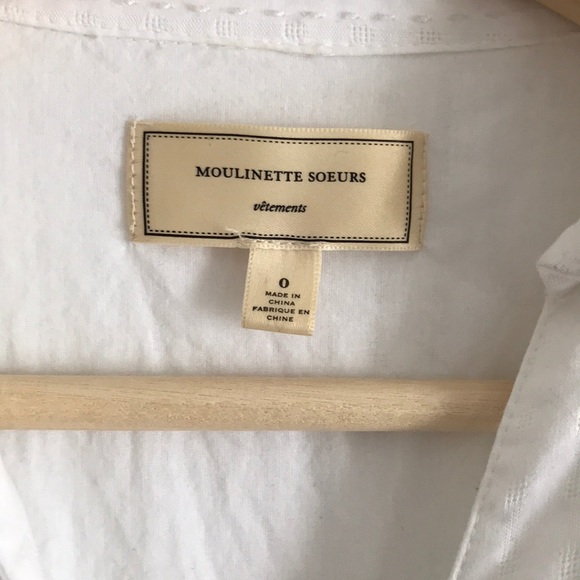 MOULINETTE SOEURS
vêtements
0
MADE IN
CHINA
FABRIQUE EN
CHINE